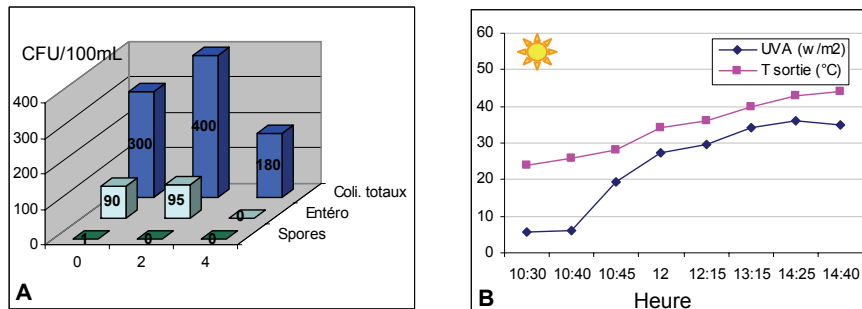 CFU/100mL
400
300
200
100
0
300
400
180
90
95
0
1
0
0
Coli. totaux
Entéro
Spores
0
2
4
A
60
50
40
30
20
10
0
UVA (w/m2)
T sortie (°C)
10:30 10:40 10:45 12 12:15 13:15 14:25 14:40
Heure
B